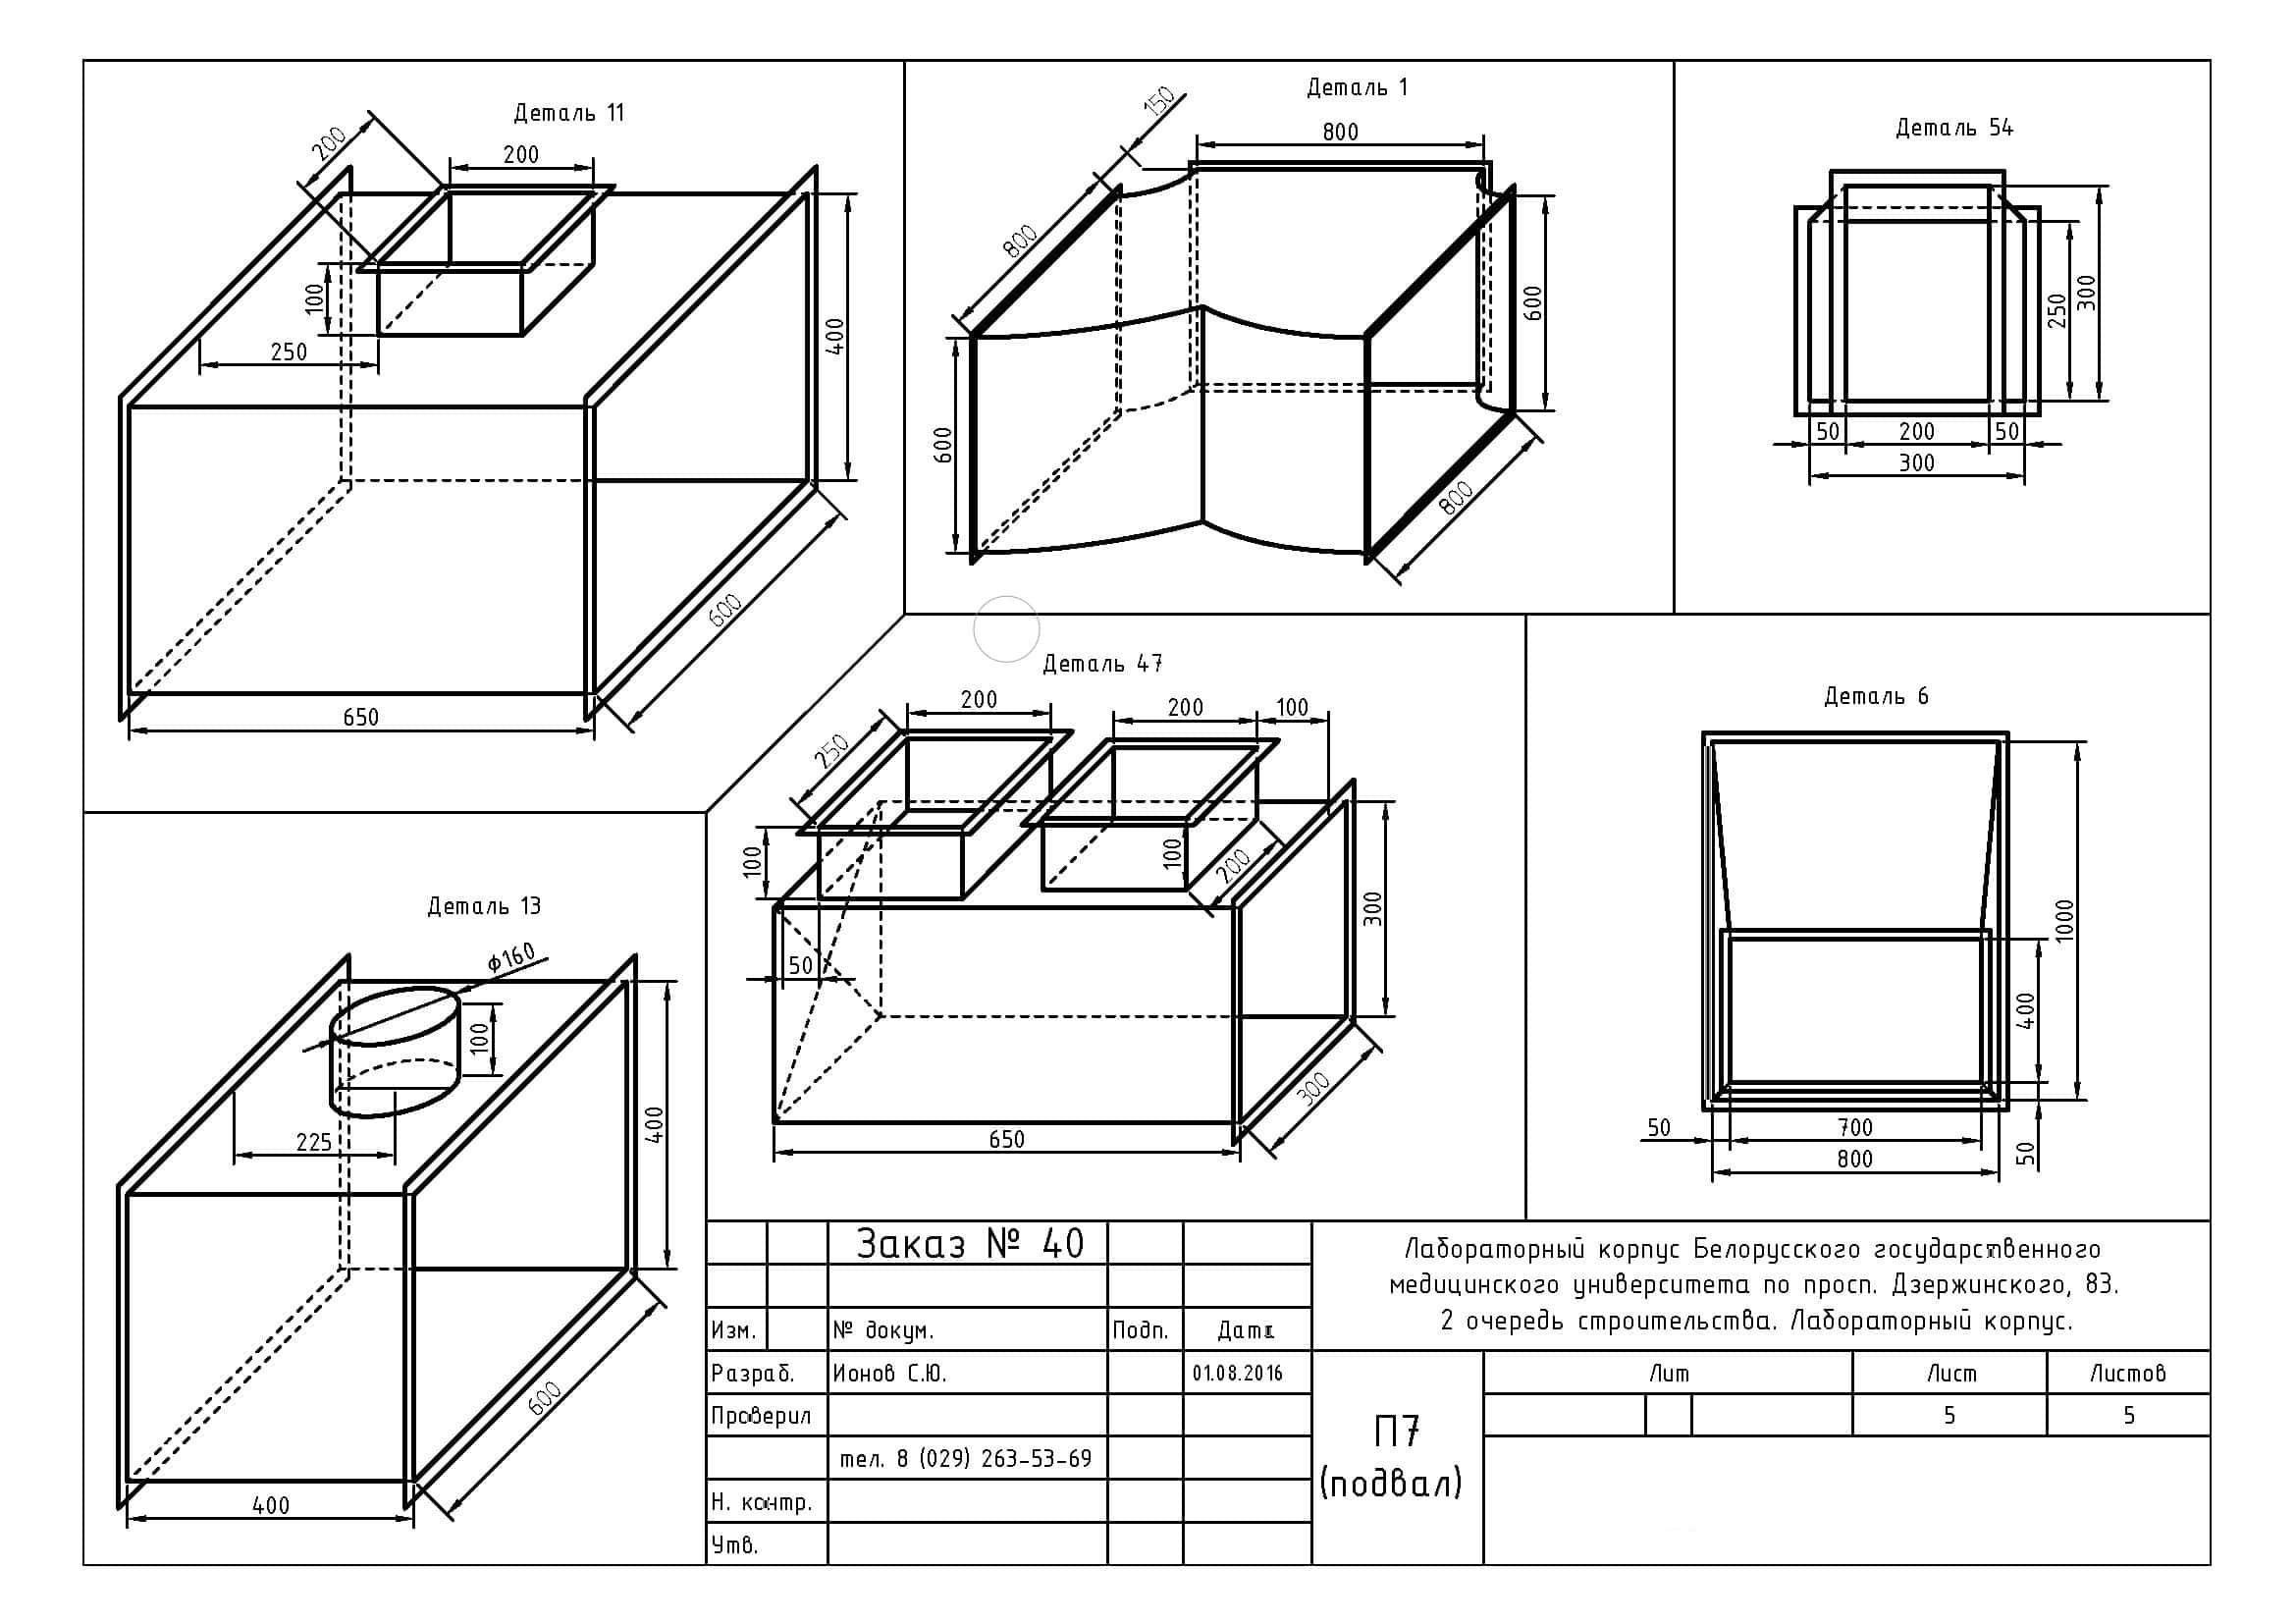 Деталь 11
200
200
100
250
400
600
650
Деталь 1
150
800
800
600
600
800
Деталь 54
250
300
50
200
50
300
Деталь 47
200
200
100
250
100
100
200
300
50
650
300
Деталь 6
1000
400
50
700
50
800
Деталь 13
ϕ160
100
225
400
600
400
Заказ № 40
Изм.
№ докум.
Подп.
Дата
Разраб.
Ионов С.Ю.
01.08.2016
Проверил
тел. 8 (029) 263-53-69
Н. контр.
Утв.
Лабораторный корпус Белорусского государственного
медицинского университета по просп. Дзержинского, 83.
2 очередь строительства. Лабораторный корпус.
П7
(подвал)
Лит
Лист
Листов
5
5